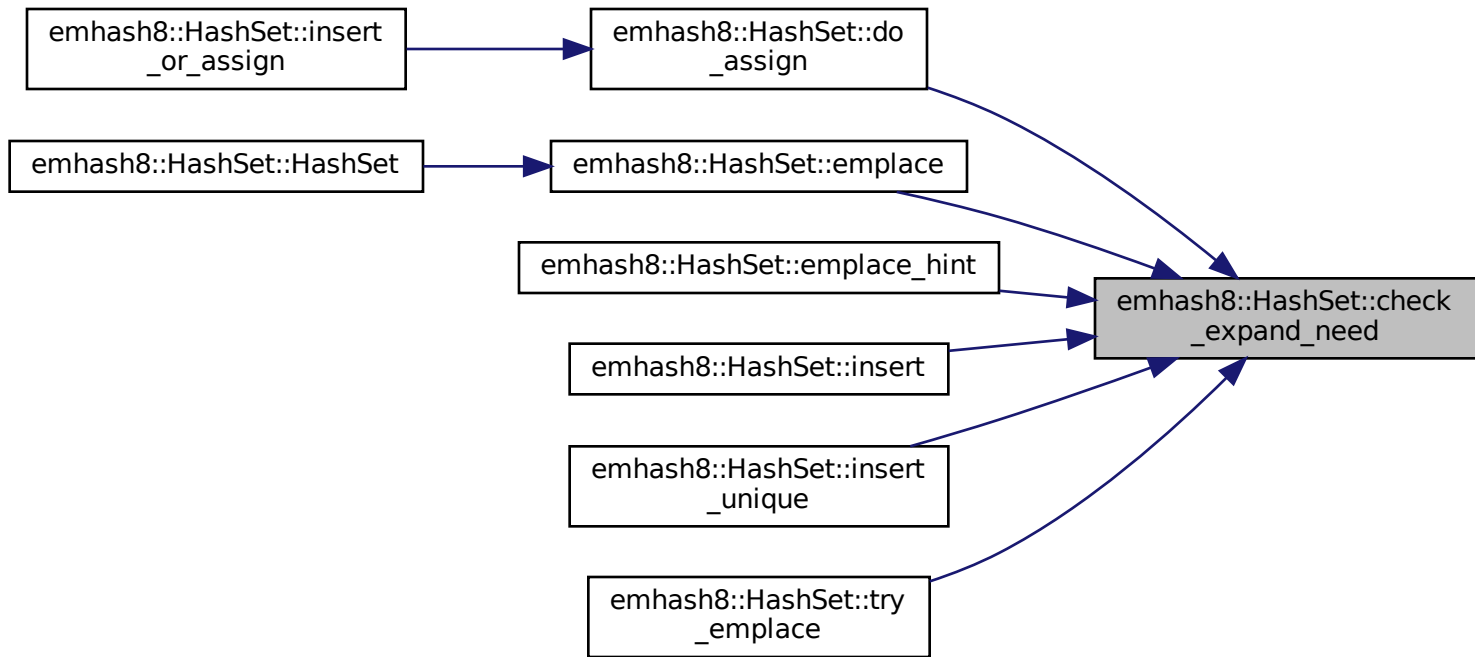 emhash8::HashSet::insert
_or_assign
emhash8::HashSet::do
_assign
emhash8::HashSet::HashSet
emhash8::HashSet::emplace
emhash8::HashSet::emplace_hint
emhash8::HashSet::check
_expand_need
emhash8::HashSet::insert
emhash8::HashSet::insert
_unique
emhash8::HashSet::try
_emplace